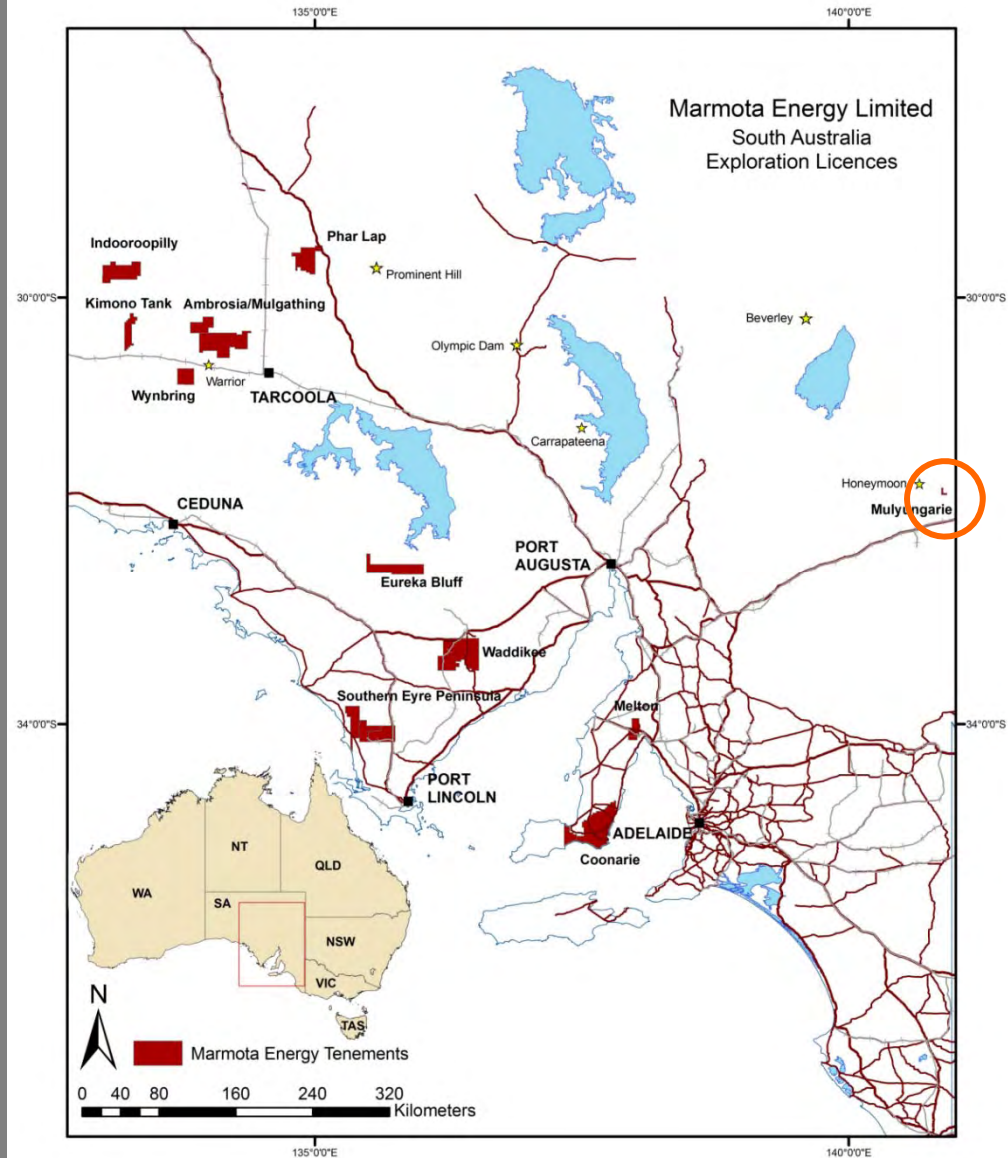 135°0'0"E
140°0'0"E
Marmota Energy Limited
South Australia
Exploration Licences
Indooroopilly
Phar Lap
Prominent Hill
30°0'0"S
30°0'0"S
Kimono Tank
Ambrosia/Mulgathing
Beverley
Olympic Dam
Warrior
Wynbring
TARCOOLA
Carrapateena
Honeymoon
Mulyungarie
CEDUNA
PORT
AUGUSTA
Eureka Bluff
Waddikee
Southern Eyre Peninsula
Melton
34°0'0"S
34°0'0"S
PORT
LINCOLN
ADELAIDE
Coonarie
NT
QLD
WA
SA
NSW
VIC
TAS
N
Marmota Energy Tenements
0 40 80 160 240 320
Kilometers
135°0'0"E
140°0'0"E